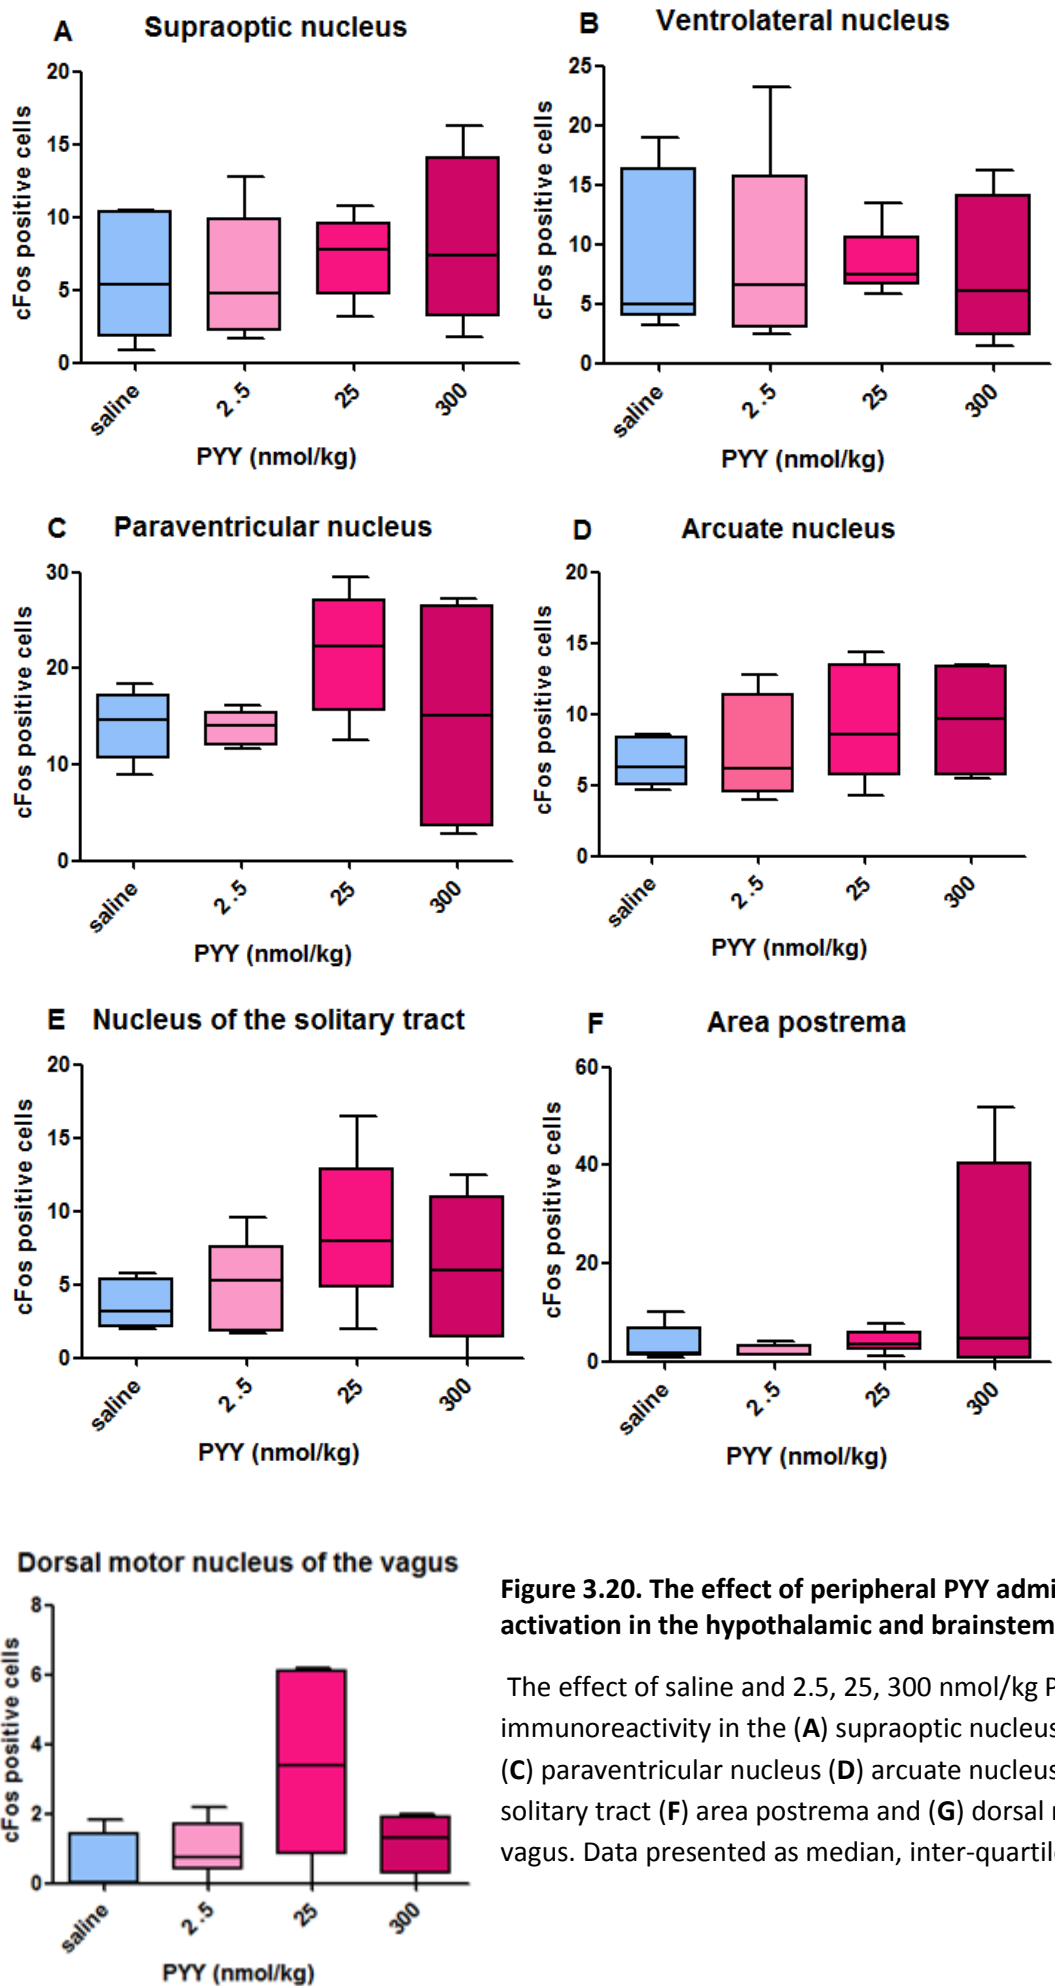 A Supraoptic nucleus
20
15
10
5
0
cFos positive cells
saline 2.5 25 300
PYY (nmol/kg)
B Ventrolateral nucleus
25
20
15
10
5
0
cFos positive cells
saline 2.5 25 300
PYY (nmol/kg)
C Paraventricular nucleus
30
20
10
0
cFos positive cells
saline 2.5 25 300
PYY (nmol/kg)
D Arcuate nucleus
20
15
10
5
0
cFos positive cells
saline 2.5 25 300
PYY (nmol/kg)
E Nucleus of the solitary tract
20
15
10
5
0
cFos positive cells
saline 2.5 25 300
PYY (nmol/kg)
F Area postrema
60
40
20
0
cFos positive cells
saline 2.5 25 300
PYY (nmol/kg)
Dorsal motor nucleus of the vagus
8
6
4
2
0
cFos positive cells
saline 2.5 25 300
PYY (nmol/kg)
Figure 3.20. The effect of peripheral PYY admi
activation in the hypothalamic and brainstem
The effect of saline and 2.5, 25, 300 nmol/kg P
immunoreactivity in the (A) supraoptic nucleus
(C) paraventricular nucleus (D) arcuate nucleus
solitary tract (F) area postrema and (G) dorsal
vagus. Data presented as median, inter-quartil